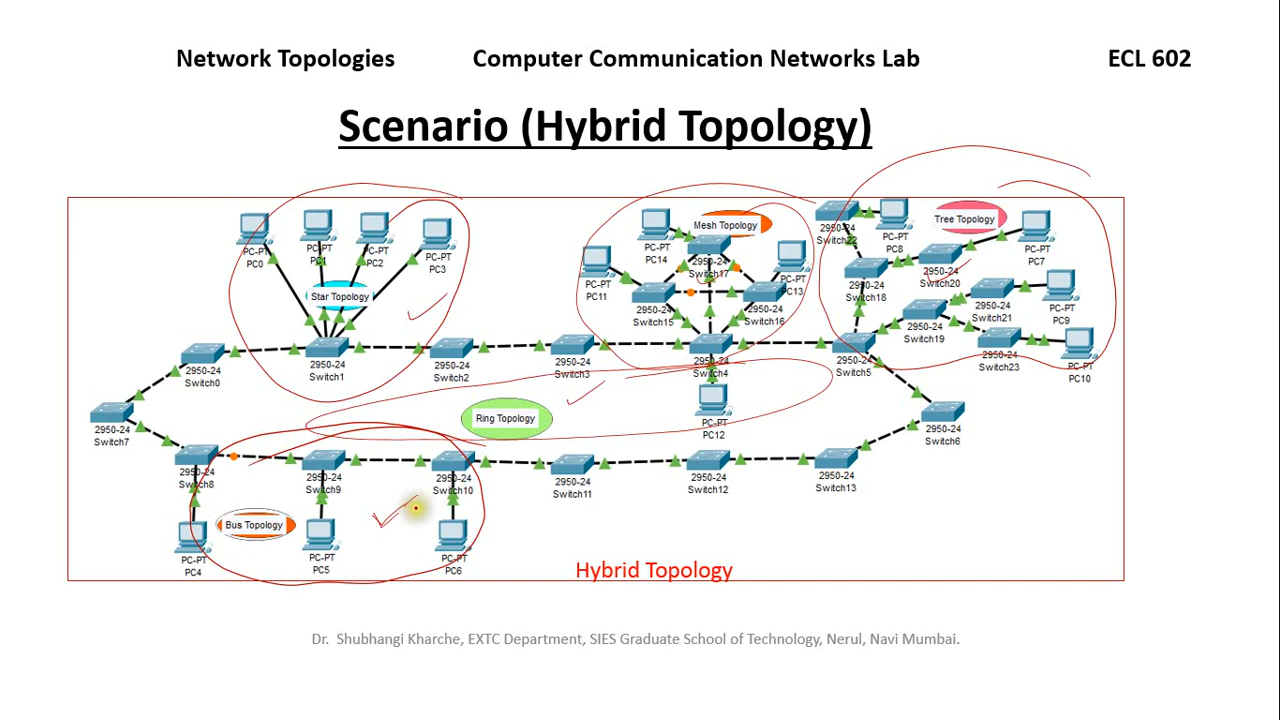 Network Topologies
Computer Communication Networks Lab
ECL 602
Scenario (Hybrid Topology)
PC-PT
PC0
PC-PT
PC1
PC-PT
PC2
PC-PT
PC3
Star Topology
2950-24
Switch0
2950-24
Switch1
2950-24
Switch2
2950-24
Switch3
PC-PT
PC14
Mesh Topology
2950-24
Switch17
PC-PT
PC11
PC-PT
PC13
2950-24
Switch15
2950-24
Switch16
2950-24
Switch4
PC-PT
PC12
2950-24
Switch22
PC-PT
PC8
Tree Topology
PC-PT
PC7
2950-24
Switch18
2950-24
Switch20
2950-24
Switch21
PC-PT
PC9
2950-24
Switch19
2950-24
Switch23
PC-PT
PC10
2950-24
Switch5
2950-24
Switch7
Ring Topology
2950-24
Switch6
2950-24
Switch8
2950-24
Switch9
2950-24
Switch10
2950-24
Switch11
2950-24
Switch12
2950-24
Switch13
PC-PT
PC4
Bus Topology
PC-PT
PC5
PC-PT
PC6
Hybrid Topology
Dr. Shubhangi Kharche, EXTC Department, SIES Graduate School of Technology, Nerul, Navi Mumbai.